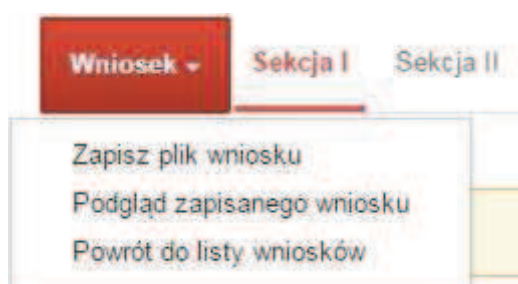 Wniosek Sekcja I Sekcja II
Zapisz plik wniosku
Podgląd zapisanego wniosku
Powrót do listy wniosków